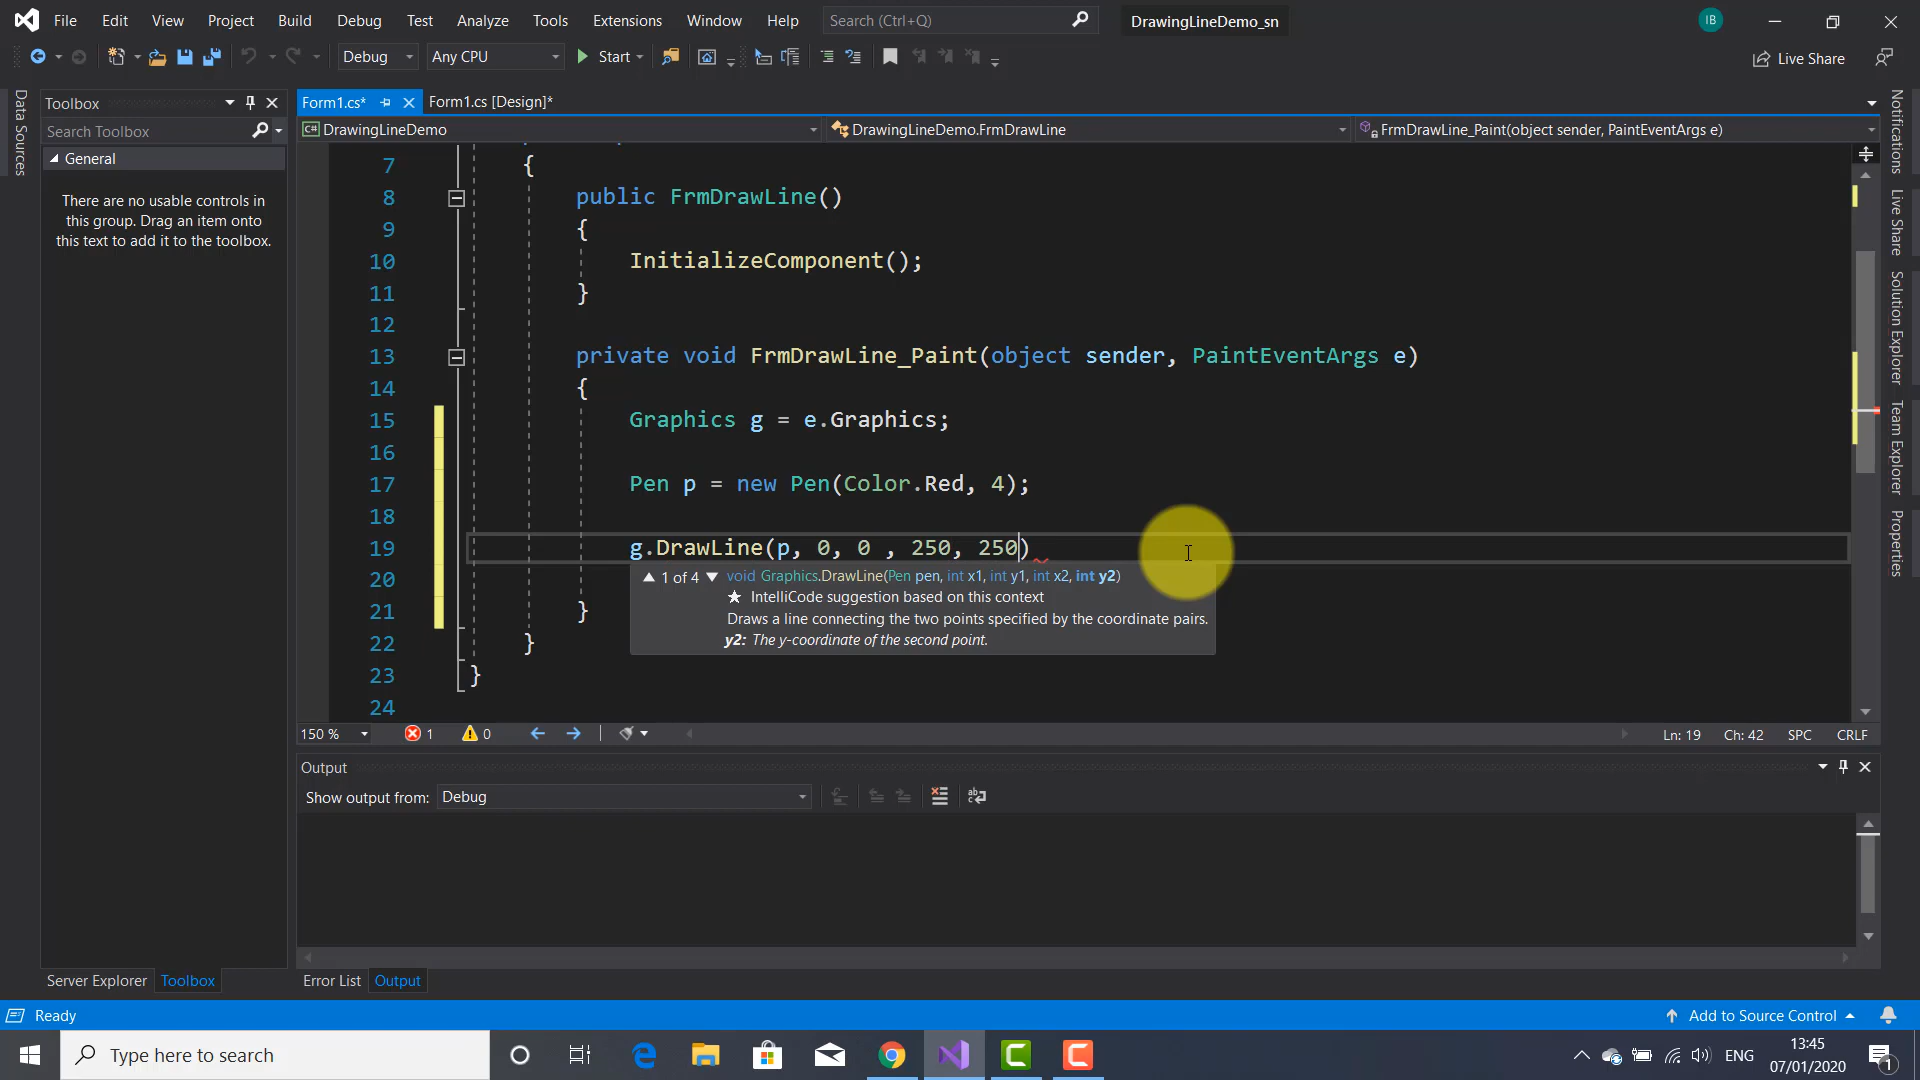 File Edit View Project Build Debug Test Analyze Tools Extensions Window Help Search (Ctrl+Q) DrawingLineDemo_sn IB
Debug Any CPU Start Live Share
Data Sources
Toolbox
Search Toolbox
General
There are no usable controls in
this group. Drag an item onto
this text to add it to the toolbox.
Form1.cs* Form1.cs [Design]*
DrawingLineDemo DrawingLineDemo.FrmDrawLine FrmDrawLine_Paint(object sender, PaintEventArgs e)
7 {
8 public FrmDrawLine()
9 {
10 InitializeComponent();
11 }
12
13 private void FrmDrawLine_Paint(object sender, PaintEventArgs e)
14 {
15 Graphics g = e.Graphics;
16
17 Pen p = new Pen(Color.Red, 4);
18
19 g.DrawLine(p, 0, 0 , 250, 250)
20
21 }
22 }
23 }
24
1 of 4 void Graphics.DrawLine(Pen pen, int x1, int y1, int x2, int y2)
★ IntelliCode suggestion based on this context
Draws a line connecting the two points specified by the coordinate pairs.
y2: The y-coordinate of the second point.
150 % 1 0 Ln: 19 Ch: 42 SPC CRLF
Output
Show output from: Debug
Server Explorer Toolbox
Error List Output
Notifications
Live Share
Solution Explorer
Team Explorer
Properties
Ready Add to Source Control
Type here to search
ENG
13:45
07/01/2020
1